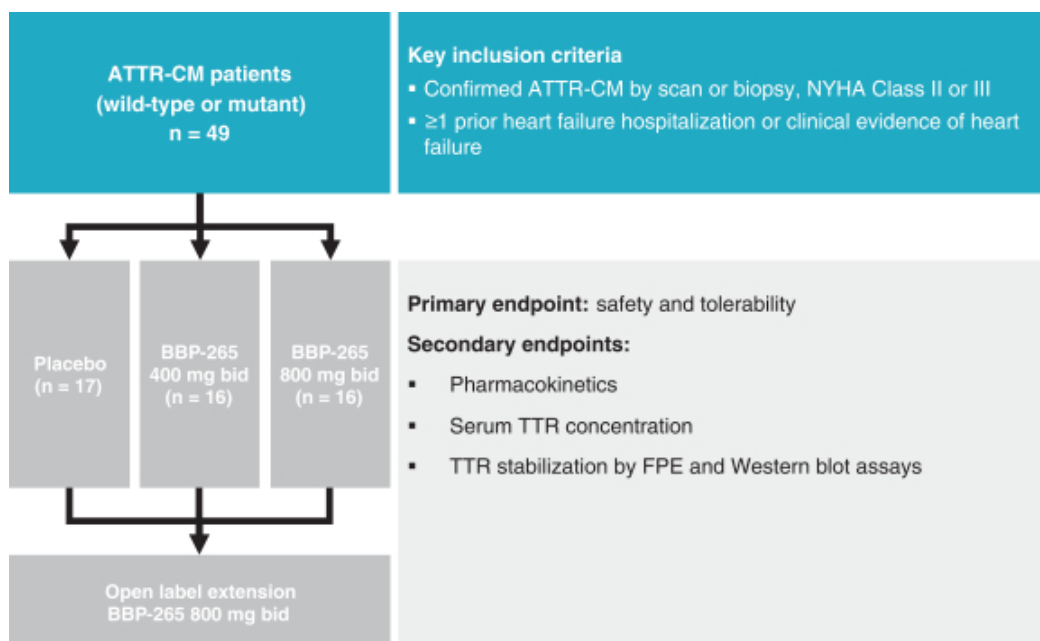 ATTR-CM patients
(wild-type or mutant)
n = 49
Key inclusion criteria
▪ Confirmed ATTR-CM by scan or biopsy, NYHA Class II or III
▪ ≥1 prior heart failure hospitalization or clinical evidence of heart
failure
Placebo
(n = 17)
BBP-265
400 mg bid
(n = 16)
BBP-265
800 mg bid
(n = 16)
Primary endpoint: safety and tolerability
Secondary endpoints:
▪ Pharmacokinetics
▪ Serum TTR concentration
▪ TTR stabilization by FPE and Western blot assays
Open label extension
BBP-265 800 mg bid